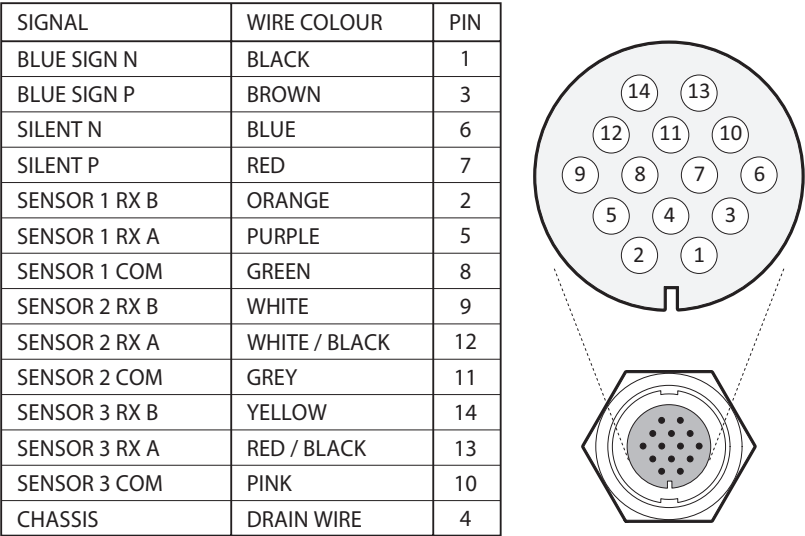 SIGNAL WIRE COLOUR PIN
BLUE SIGN N BLACK 1
BLUE SIGN P BROWN 3
SILENT N BLUE 6
SILENT P RED 7
SENSOR 1 RX B ORANGE 2
SENSOR 1 RX A PURPLE 5
SENSOR 1 COM GREEN 8
SENSOR 2 RX B WHITE 9
SENSOR 2 RX A WHITE / BLACK 12
SENSOR 2 COM GREY 11
SENSOR 3 RX B YELLOW 14
SENSOR 3 RX A RED / BLACK 13
SENSOR 3 COM PINK 10
CHASSIS DRAIN WIRE 4
14 13
12 11 10
9 8 7 6
5 4 3
2 1